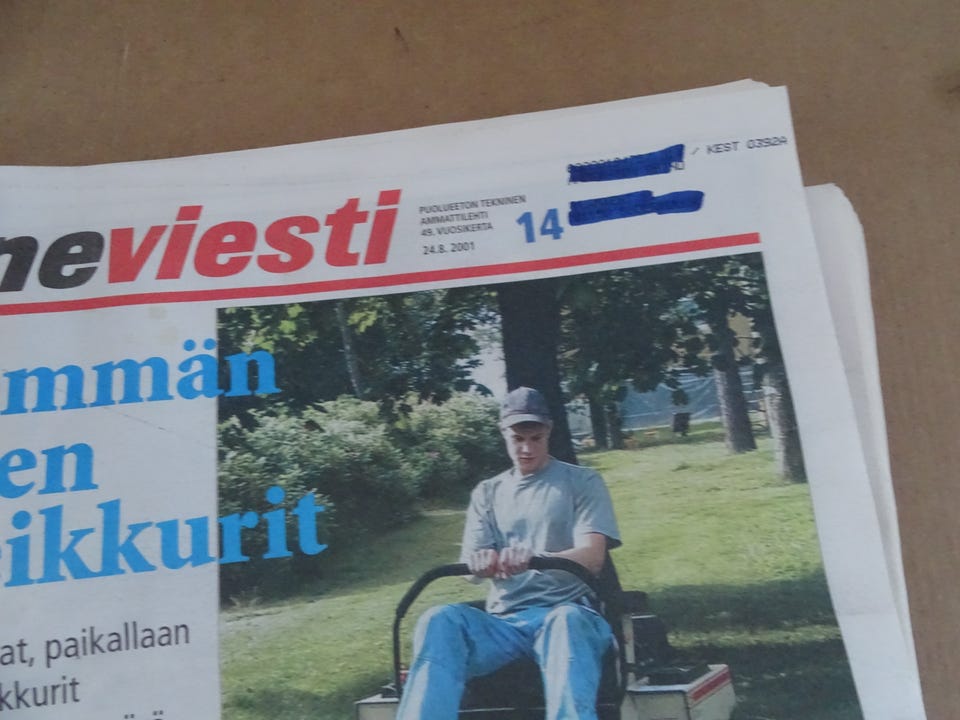 neviesti
PUOLUEETON TEKNINEN
AMMATTILEHTI
49. VUOSIKERTA
24.8. 2001
14
/ KEST 0392A
mmän
en
ikkurit
at, paikallaan
kkurit